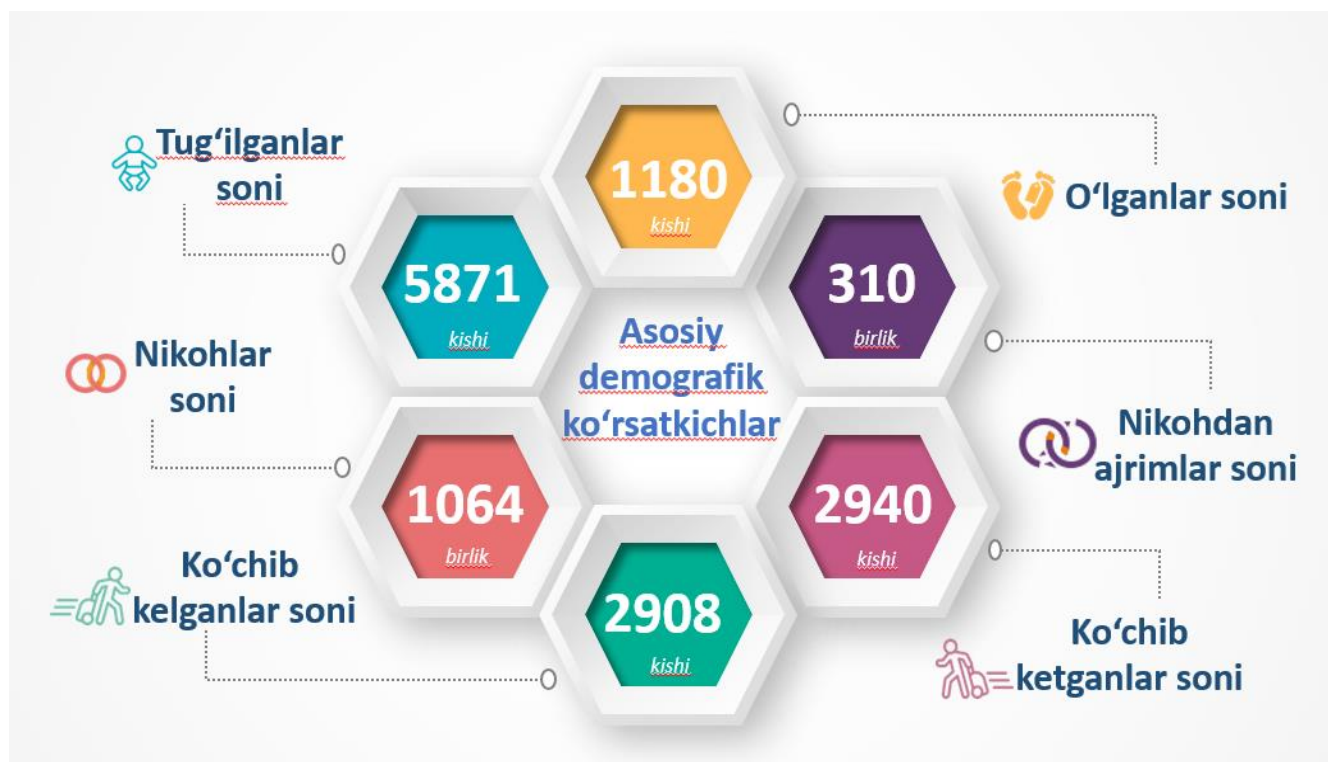 Tug‘ilganlar
soni
5871
kishi
1180
kishi
O‘lganlar soni
310
birlik
Asosiy
demografik
ko‘rsatkichlar
Nikohlar
soni
1064
birlik
Nikohdan
ajrimlar soni
2940
kishi
Ko‘chib
kelganlar soni
2908
kishi
Ko‘chib
ketganlar soni